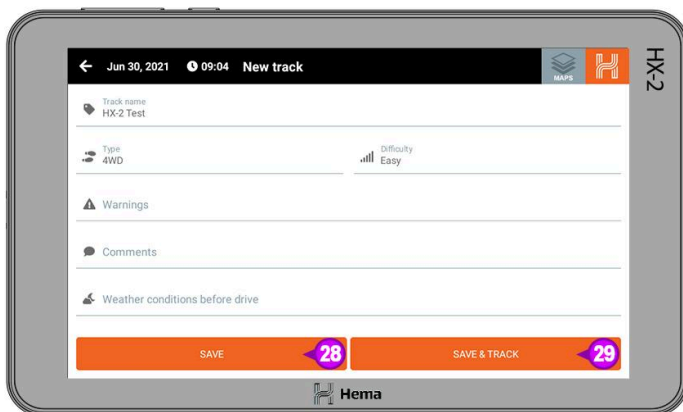 Jun 30, 2021 09:04 New track
MAPS
HX-2
Track name
HX-2 Test
Type
4WD
Difficulty
Easy
Warnings
Comments
Weather conditions before drive
SAVE 28
SAVE & TRACK 29
Hema